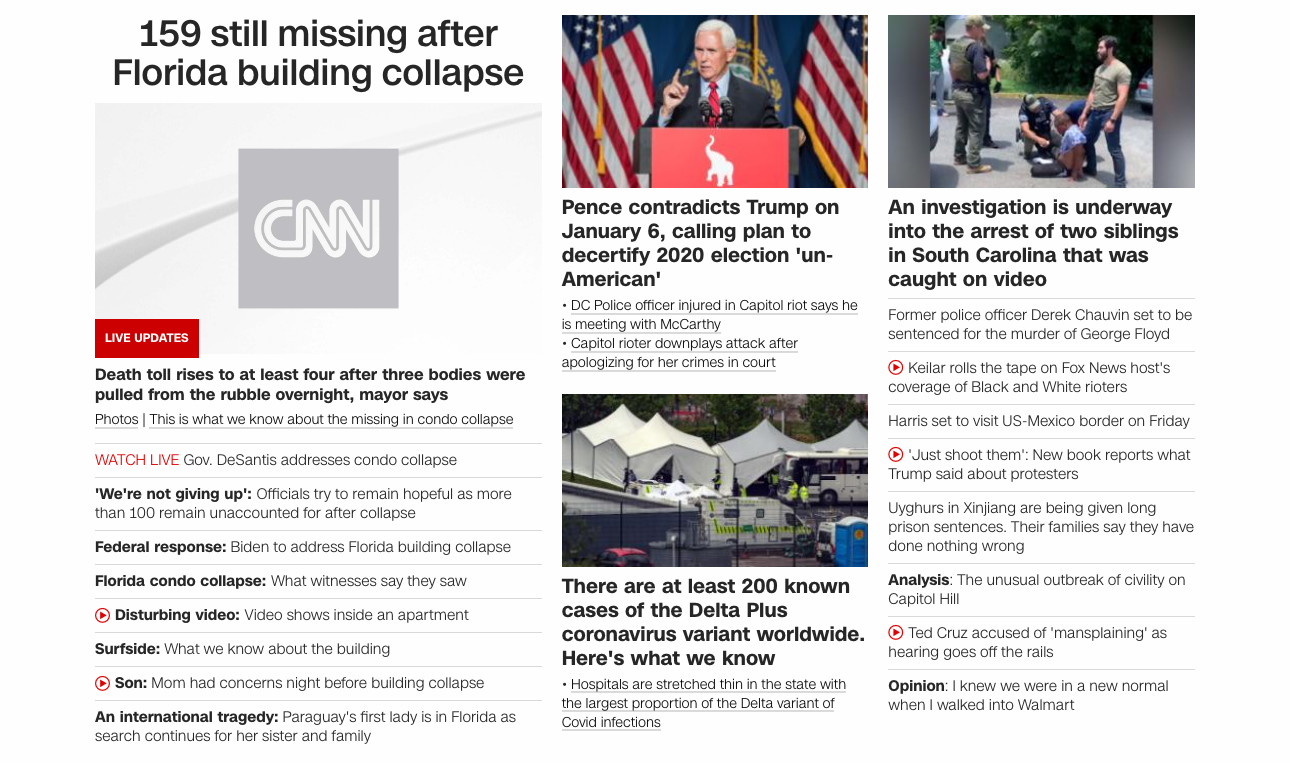 159 still missing after
Florida building collapse
CNN
LIVE UPDATES
Death toll rises to at least four after three bodies were
pulled from the rubble overnight, mayor says
Photos | This is what we know about the missing in condo collapse
WATCH LIVE Gov. DeSantis addresses condo collapse
'We're not giving up': Officials try to remain hopeful as more
than 100 remain unaccounted for after collapse
Federal response: Biden to address Florida building collapse
Florida condo collapse: What witnesses say they saw
Disturbing video: Video shows inside an apartment
Surfside: What we know about the building
Son: Mom had concerns night before building collapse
An international tragedy: Paraguay's first lady is in Florida as
search continues for her sister and family
Pence contradicts Trump on
January 6, calling plan to
decertify 2020 election 'un-
American'
• DC Police officer injured in Capitol riot says he
is meeting with McCarthy
• Capitol rioter downplays attack after
apologizing for her crimes in court
There are at least 200 known
cases of the Delta Plus
coronavirus variant worldwide.
Here's what we know
• Hospitals are stretched thin in the state with
the largest proportion of the Delta variant of
Covid infections
An investigation is underway
into the arrest of two siblings
in South Carolina that was
caught on video
Former police officer Derek Chauvin set to be
sentenced for the murder of George Floyd
Keilar rolls the tape on Fox News host's
coverage of Black and White rioters
Harris set to visit US-Mexico border on Friday
'Just shoot them': New book reports what
Trump said about protesters
Uyghurs in Xinjiang are being given long
prison sentences. Their families say they have
done nothing wrong
Analysis: The unusual outbreak of civility on
Capitol Hill
Ted Cruz accused of 'mansplaining' as
hearing goes off the rails
Opinion: I knew we were in a new normal
when I walked into Walmart